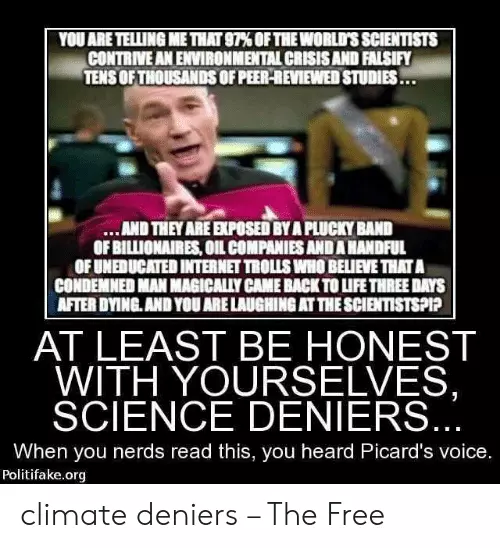 YOU ARE TELLING ME THAT 97% OF THE WORLD'S SCIENTISTS
CONTRIVE AN ENVIRONMENTAL CRISIS AND FALSIFY
TENS OF THOUSANDS OF PEER-REVIEWED STUDIES...
...AND THEY ARE EXPOSED BY A PLUCKY BAND
OF BILLIONAIRES, OIL COMPANIES AND A HANDFUL
OF UNEDUCATED INTERNET TROLLS WHO BELIEVE THAT A
CONDEMNED MAN MAGICALLY CAME BACK TO LIFE THREE DAYS
AFTER DYING. AND YOU ARE LAUGHING AT THE SCIENTISTS?!?
AT LEAST BE HONEST
WITH YOURSELVES,
SCIENCE DENIERS...
When you nerds read this, you heard Picard's voice.
Politifake.org
climate deniers – The Free